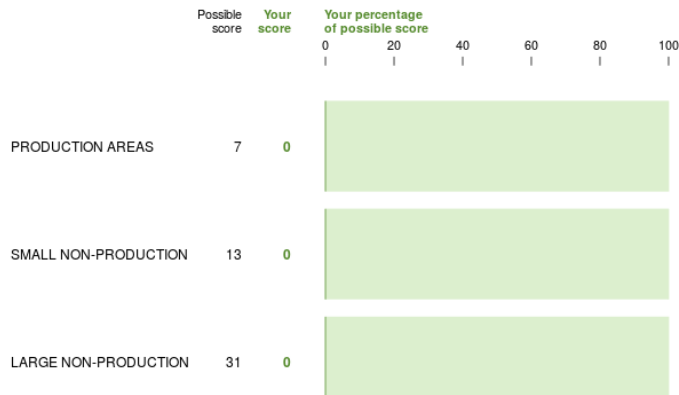 Possible score
Your score
Your percentage of possible score
0 20 40 60 80 100
PRODUCTION AREAS 7 0
SMALL NON-PRODUCTION 13 0
LARGE NON-PRODUCTION 31 0